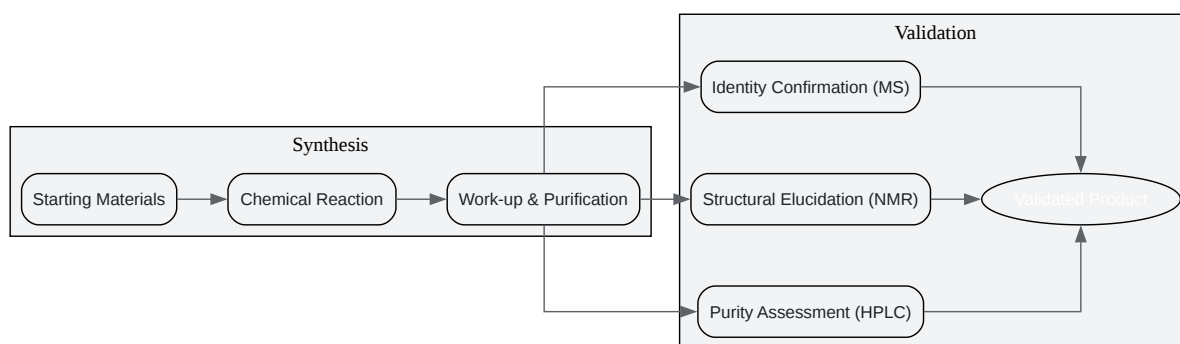 Validation
Identity Confirmation (MS)
Synthesis
Starting Materials
Chemical Reaction
Work-up & Purification
Structural Elucidation (NMR)
Validated Product
Purity Assessment (HPLC)